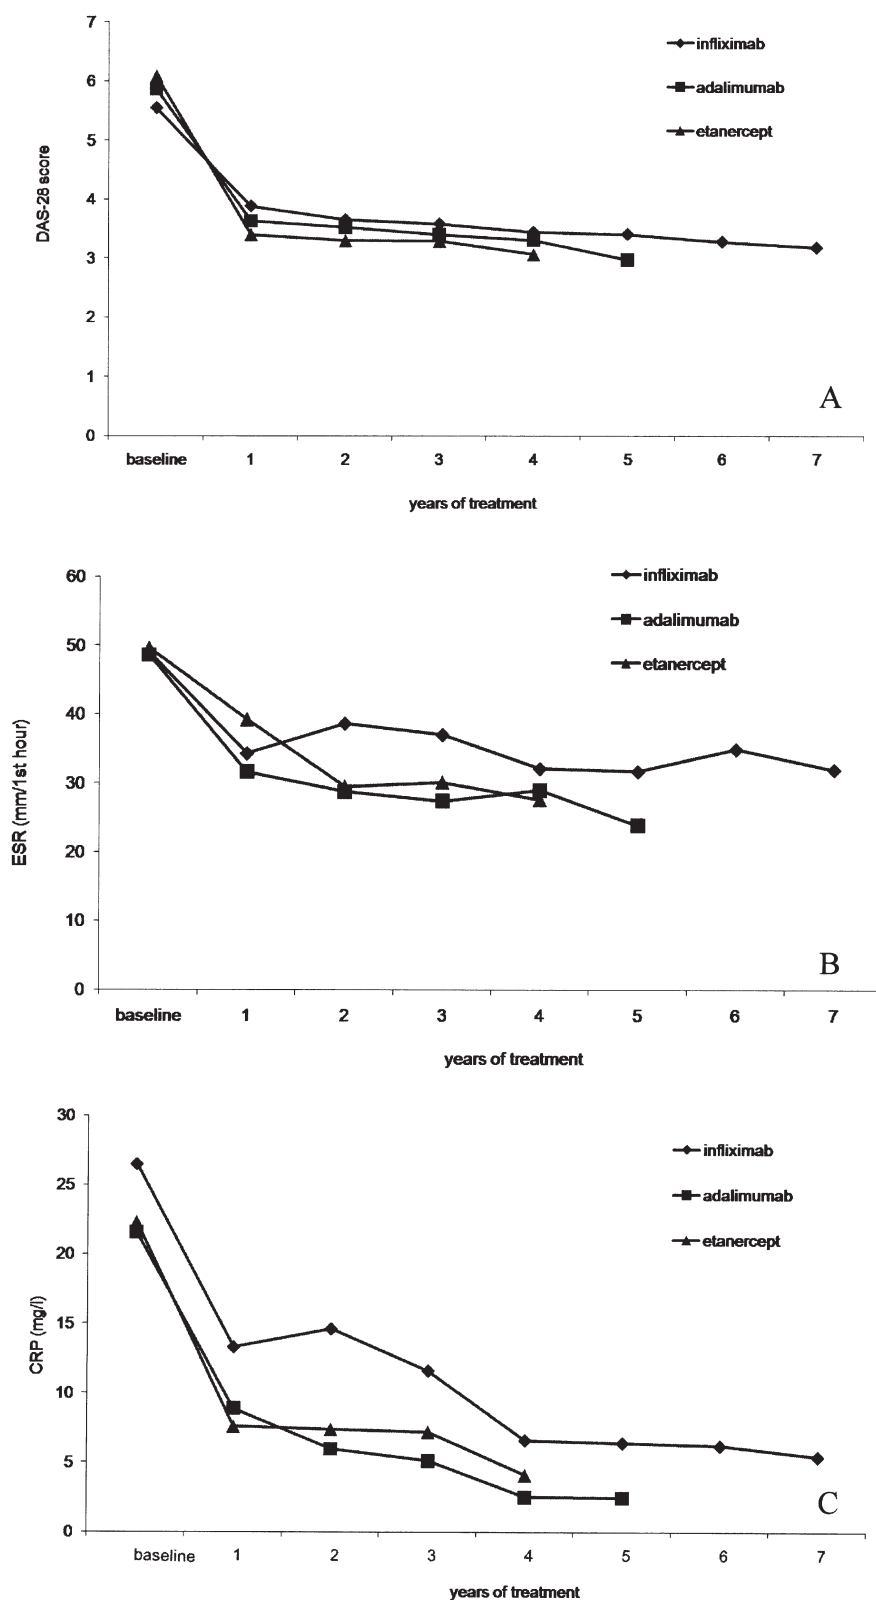 7
infliximab
6
adalimumab
5
etanercept
4
DAS-28 score
3
2
1
A
0
baseline 1 2 3 4 5 6 7
years of treatment
60
infliximab
50
adalimumab
etanercept
40
30
ESR (mm/1st hour)
20
10
B
0
baseline 1 2 3 4 5 6 7
years of treatment
30
infliximab
25
adalimumab
20
etanercept
15
CRP (mg/l)
10
5
C
0
baseline 1 2 3 4 5 6 7
years of treatment